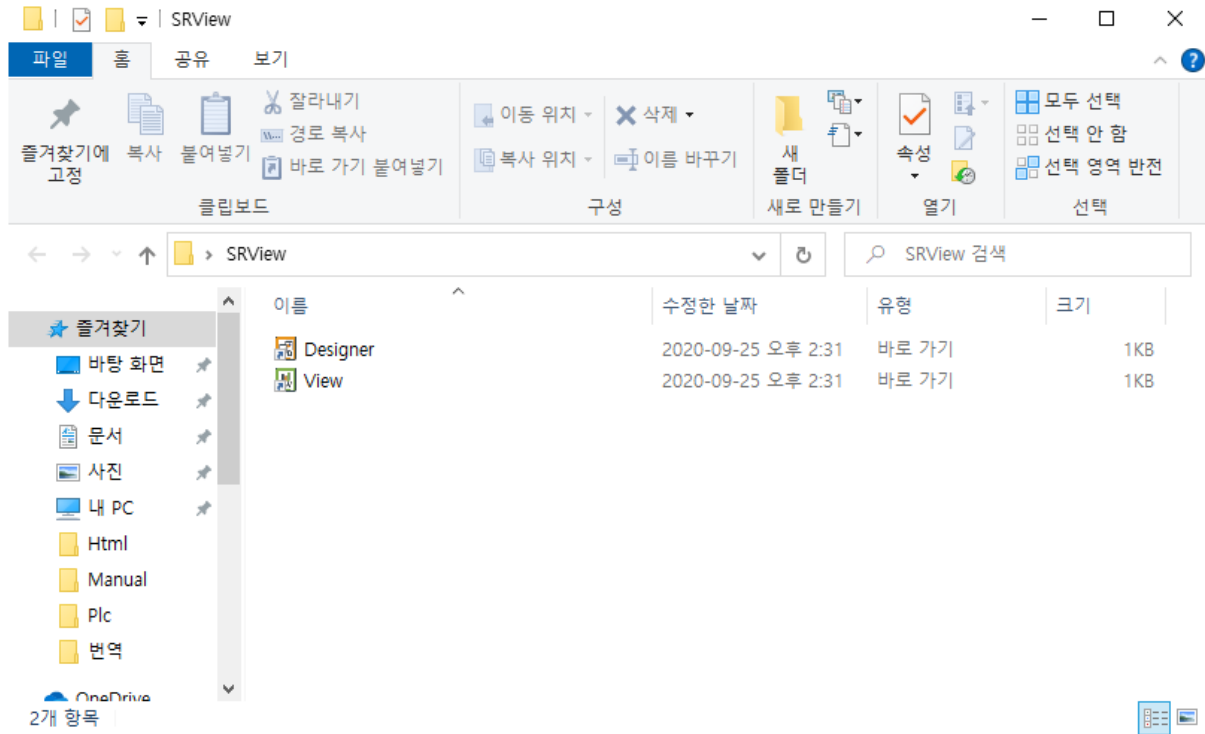 SRView
파일 홈 공유 보기
즐겨찾기에 고정
복사
붙여넣기
잘라내기
경로 복사
바로 가기 붙여넣기
클립보드
이동 위치
복사 위치
삭제
이름 바꾸기
구성
새 폴더
새로 만들기
속성
열기
모두 선택
선택 안 함
선택 영역 반전
선택
SRView
SRView 검색
즐겨찾기
바탕 화면
다운로드
문서
사진
내 PC
Html
Manual
Plc
번역
OneDrive
이름 수정한 날짜 유형 크기
Designer 2020-09-25 오후 2:31 바로 가기 1KB
View 2020-09-25 오후 2:31 바로 가기 1KB
2개 항목